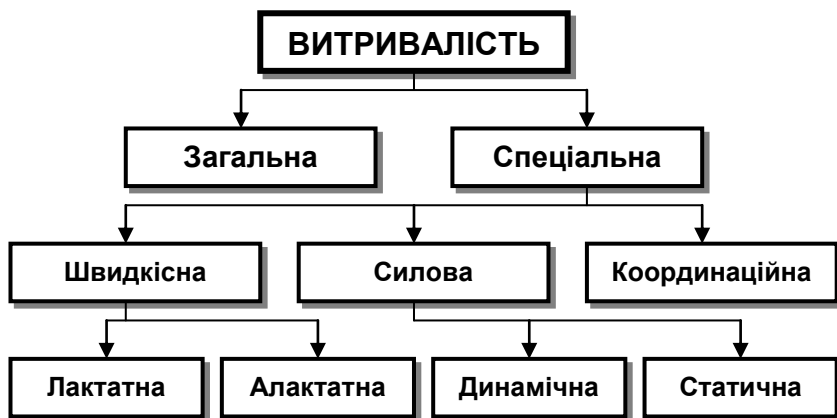 ВИТРИВАЛІСТЬ
Загальна
Спеціальна
Швидкісна
Силова
Координаційна
Лактатна
Алактатна
Динамічна
Статична